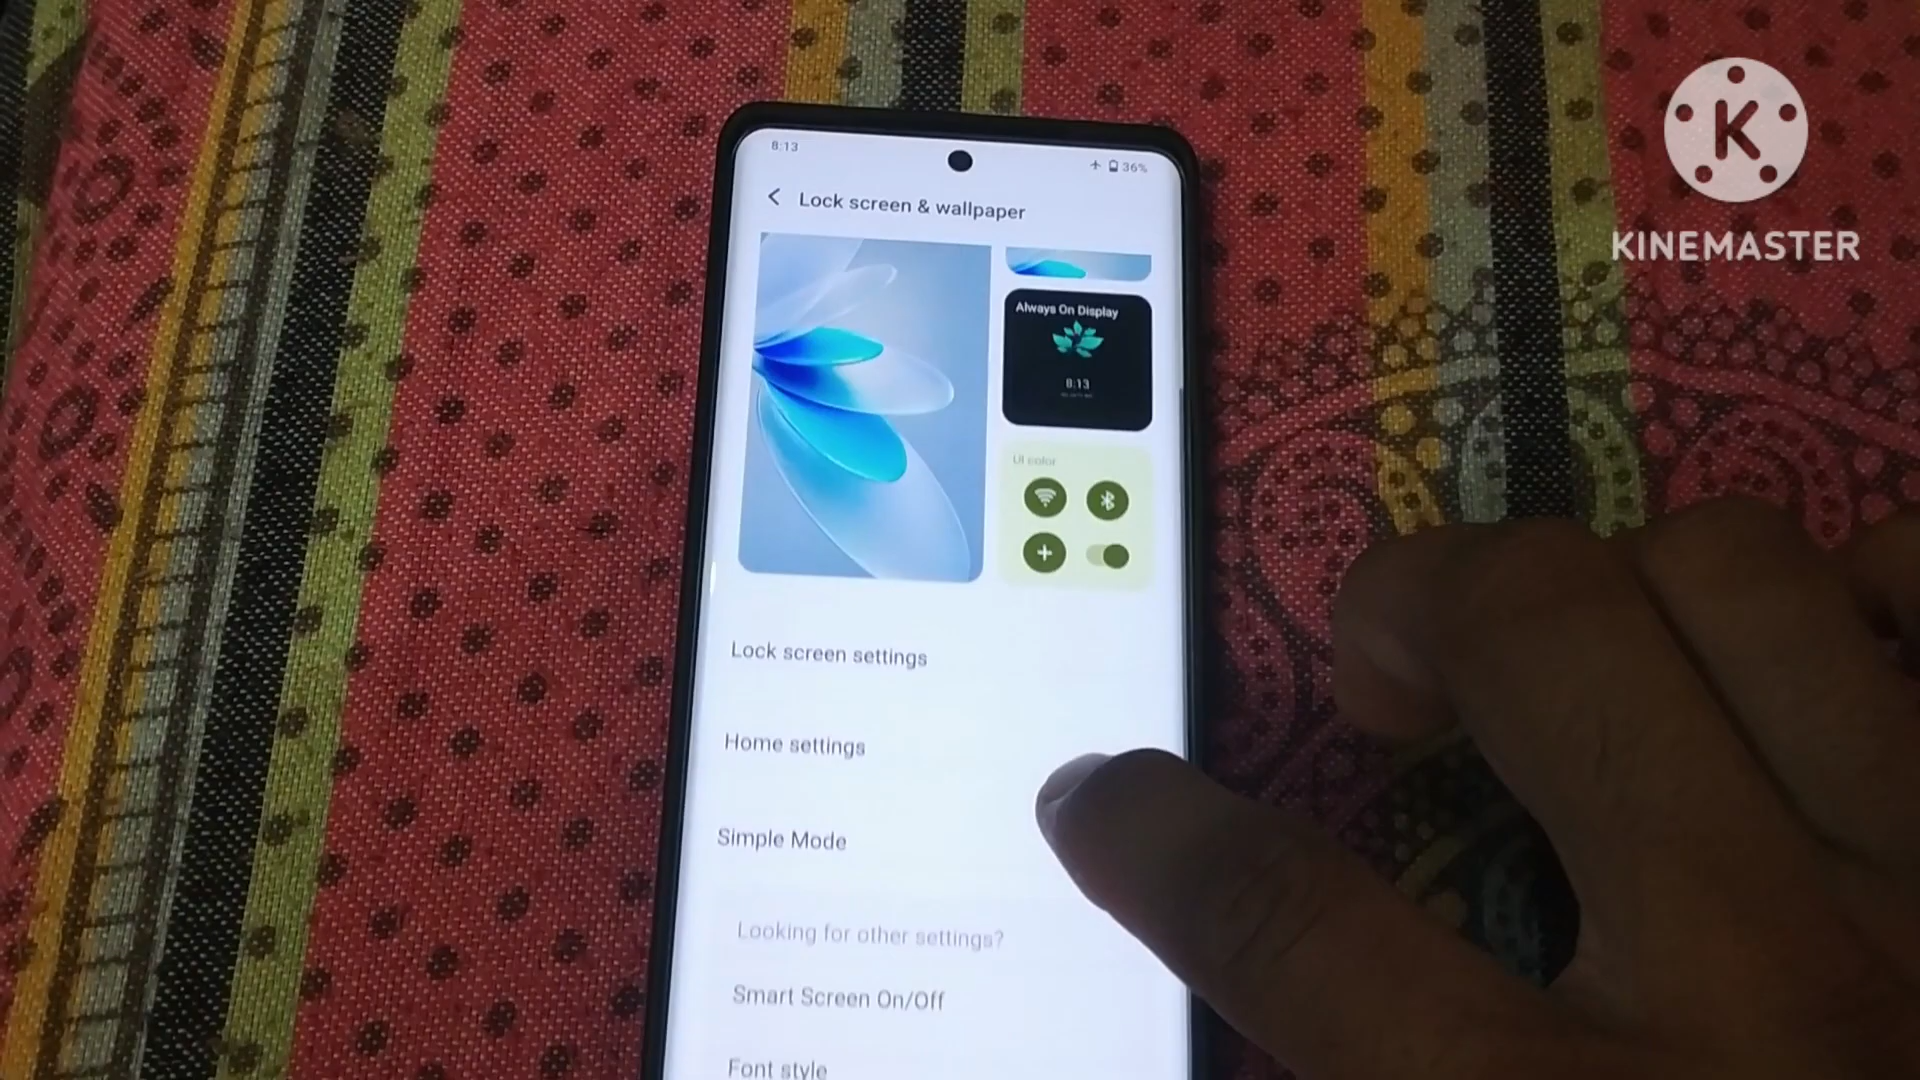 8:13
36%
Lock screen & wallpaper
Always On Display
8:13
UI color
Lock screen settings
Home settings
Simple Mode
Looking for other settings?
Smart Screen On/Off
Font style
K
KINEMASTER